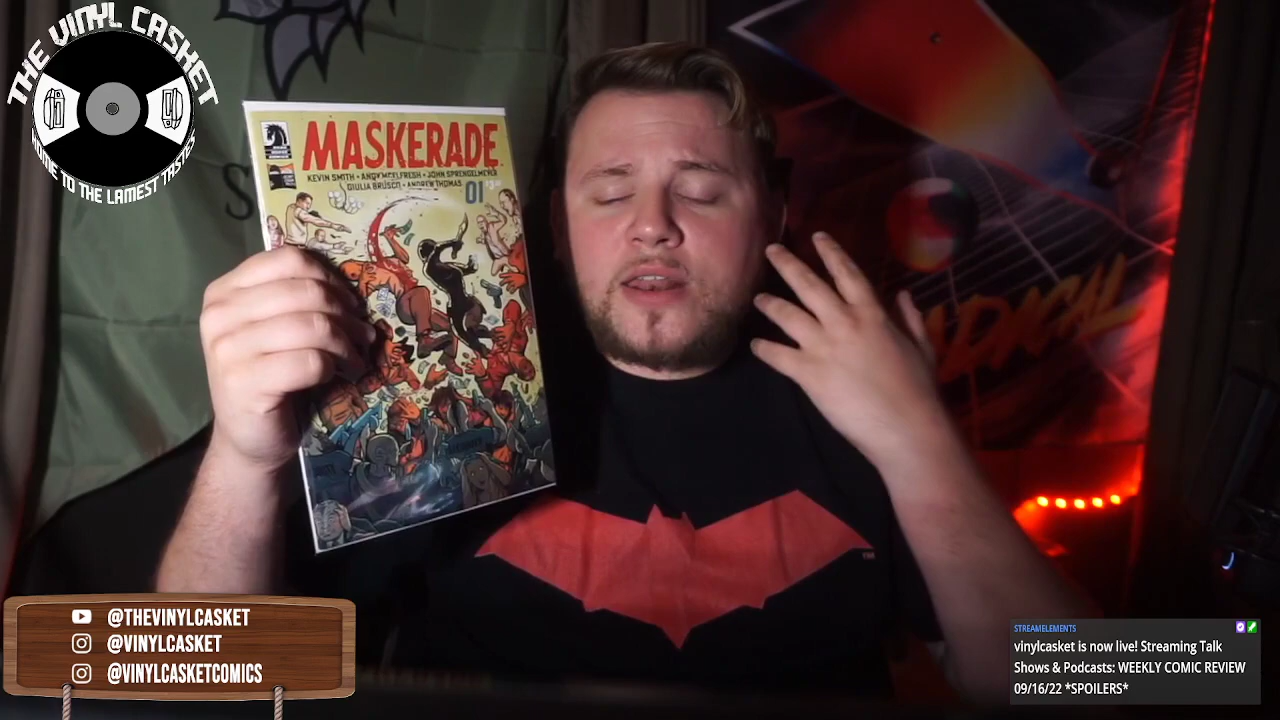 THE VINYL CASKET
HOME TO THE LAMEST TASTES
MASKERADE
KEVIN SMITH • ANDY MCELFRESH • JOHN SPRENGELMEYER
GIULIA BRUSCO • ANDREW THOMAS
01
RADICAL
™
@THEVINYLCASKET
@VINYLCASKET
@VINYLCASKETCOMICS
STREAMELEMENTS
vinylcasket is now live! Streaming Talk
Shows & Podcasts: WEEKLY COMIC REVIEW
09/16/22 *SPOILERS*